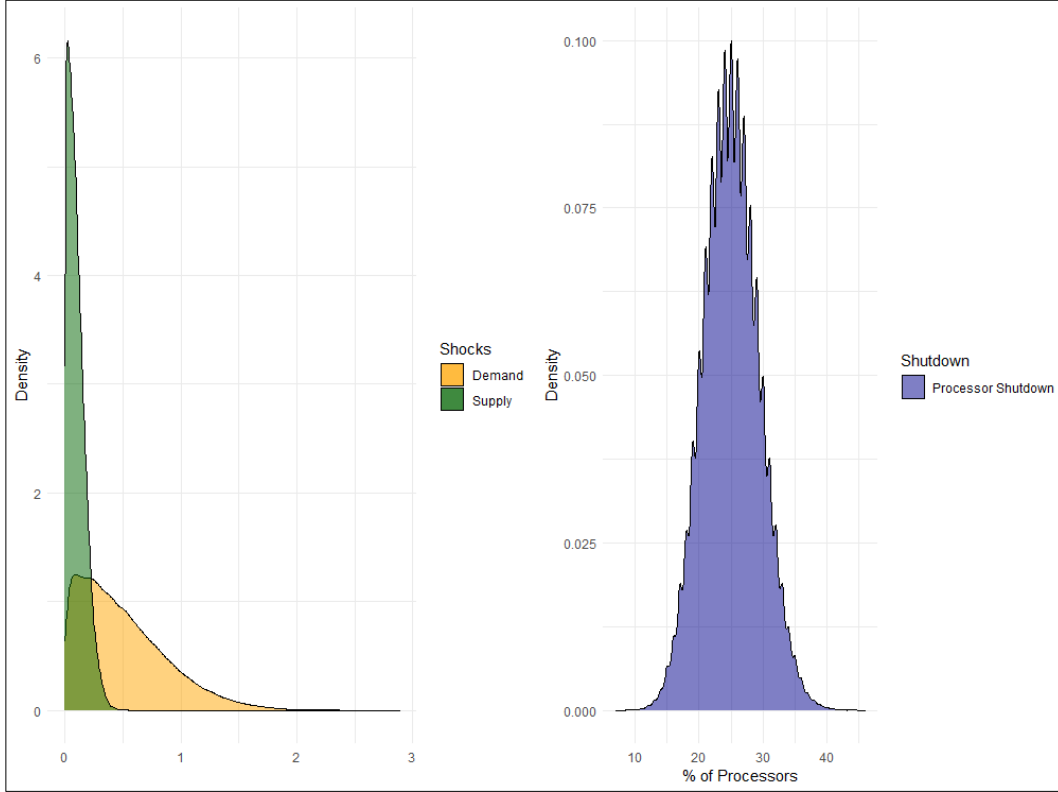 6
4
2
0
Density
0
1
2
3
Shocks
Demand
Supply
0.100
0.075
0.050
0.025
0.000
Density
10
20
30
40
% of Processors
Shutdown
Processor Shutdown